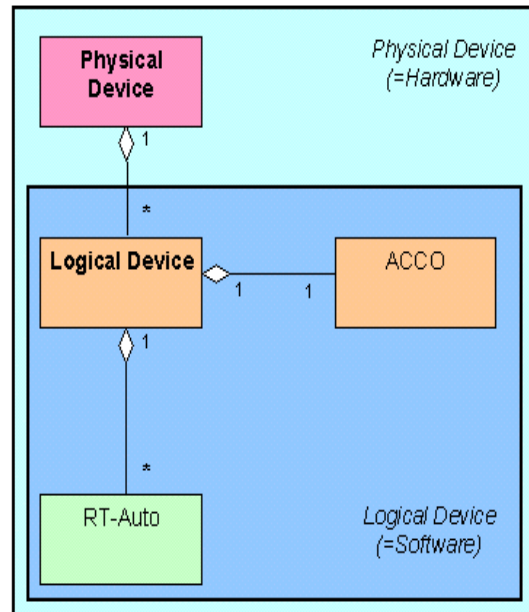 Physical
Device
Physical Device
(=Hardware)
1
*
Logical Device
ACCO
1
1
1
*
RT-Auto
Logical Device
(=Software)